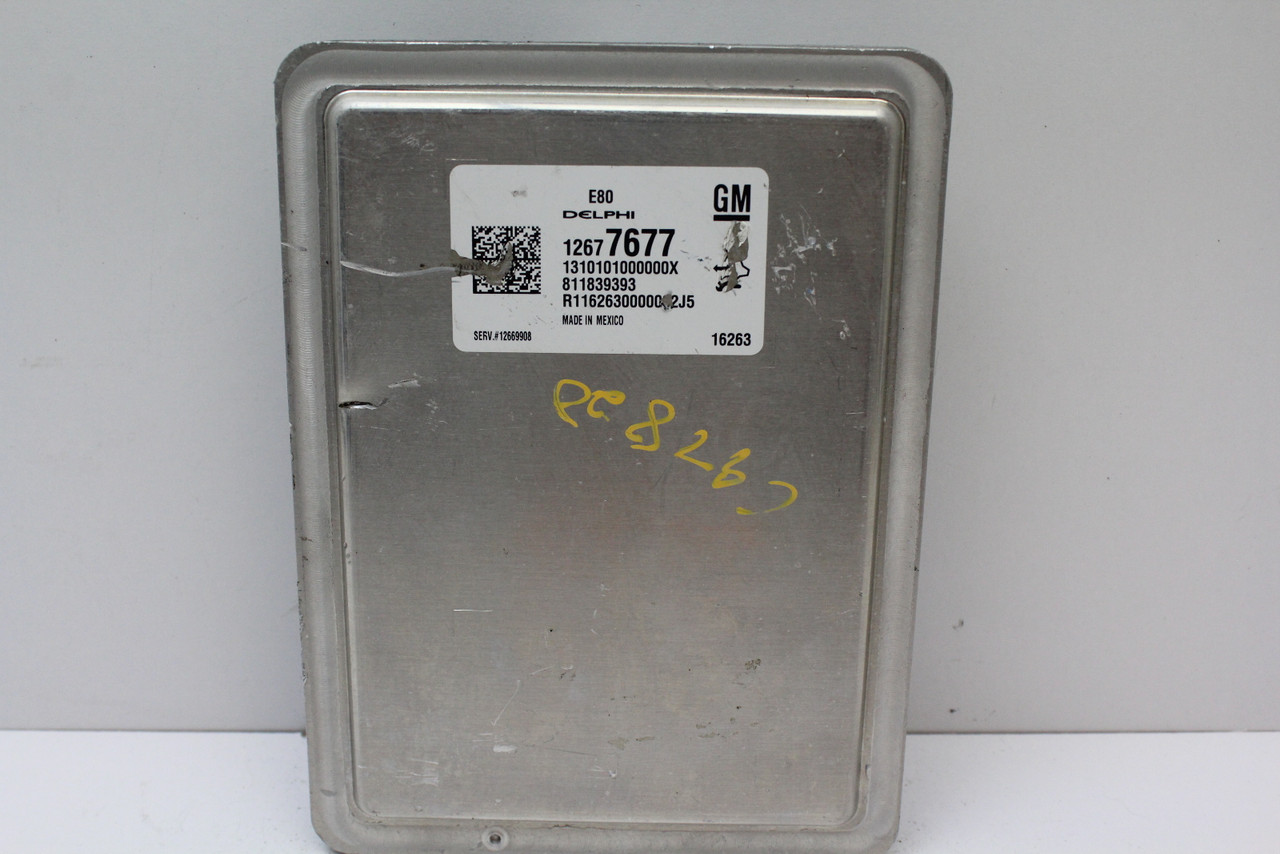 E80
GM
DELPHI
12677677
1310101000000X
811839393
MADE IN MEXICO
SERV.#12669908
16263